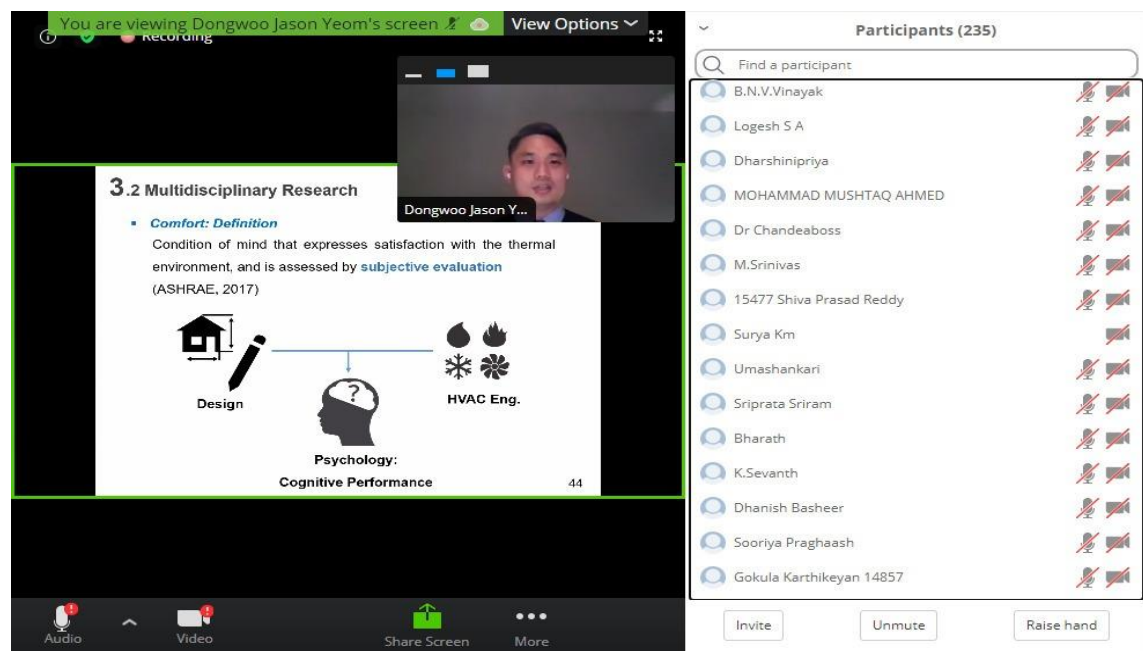 You are viewing Dongwoo Jason Yeom's screen
View Options
Recording
Dongwoo Jason Y...
3.2 Multidisciplinary Research
Comfort: Definition
Condition of mind that expresses satisfaction with the thermal
environment, and is assessed by subjective evaluation
(ASHRAE, 2017)
?
Design
HVAC Eng.
Psychology:
Cognitive Performance
44
Audio
Video
Share Screen
More
Participants (235)
Find a participant
B.N.V.Vinayak
Logesh S A
Dharshinipriya
MOHAMMAD MUSHTAQ AHMED
Dr Chandeaboss
M.Srinivas
15477 Shiva Prasad Reddy
Surya Km
Umashankari
Sriprata Sriram
Bharath
K.Sevanth
Dhanish Basheer
Sooriya Praghaash
Gokula Karthikeyan 14857
Invite
Unmute
Raise hand